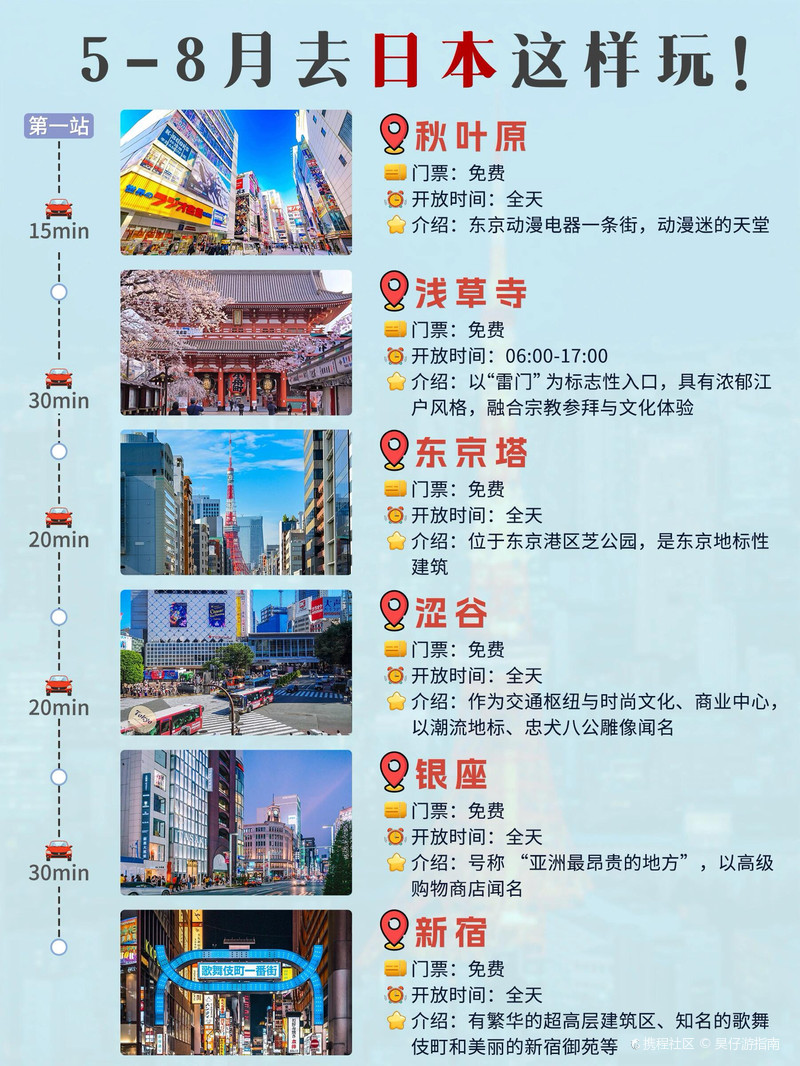 5-8月去日本这样玩！
第一站
秋叶原
门票：免费
开放时间：全天
介绍：东京动漫电器一条街，动漫迷的天堂
15min
浅草寺
门票：免费
开放时间：06:00-17:00
介绍：以“雷门”为标志性入口，具有浓郁江
户风格，融合宗教参拜与文化体验
30min
东京塔
门票：免费
开放时间：全天
介绍：位于东京港区芝公园，是东京地标性
建筑
20min
涩谷
门票：免费
开放时间：全天
介绍：作为交通枢纽与时尚文化、商业中心，
以潮流地标、忠犬八公雕像闻名
20min
银座
门票：免费
开放时间：全天
介绍：号称 “亚洲最昂贵的地方”，以高级
购物商店闻名
30min
新宿
门票：免费
开放时间：全天
介绍：有繁华的超高层建筑区、知名的歌舞
伎町和美丽的新宿御苑等
歌舞伎町一番街
携程社区 © 昊仔游指南